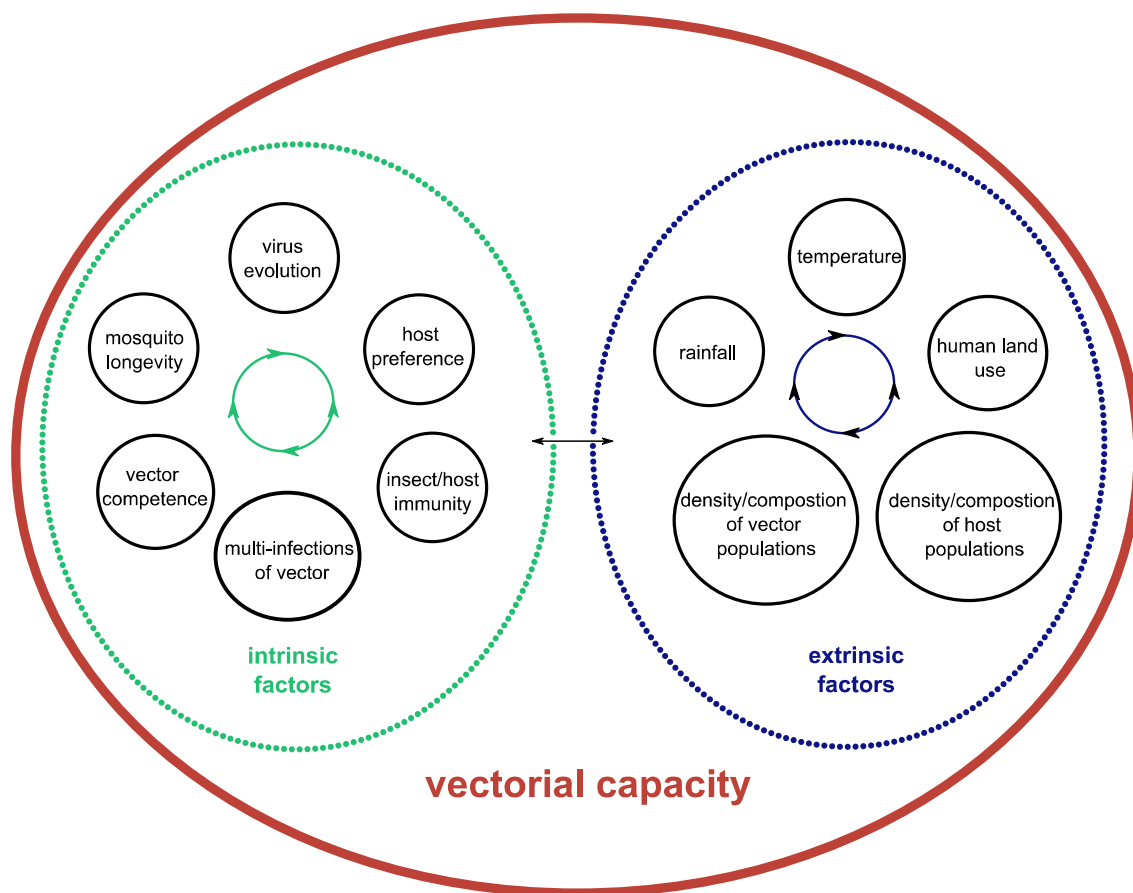 virus
evolution
mosquito
longevity
host
preference
vector
competence
insect/host
immunity
multi-infections
of vector
intrinsic
factors
temperature
rainfall
human land
use
density/compostion
of vector
populations
density/compostion
of host
populations
extrinsic
factors
vectorial capacity